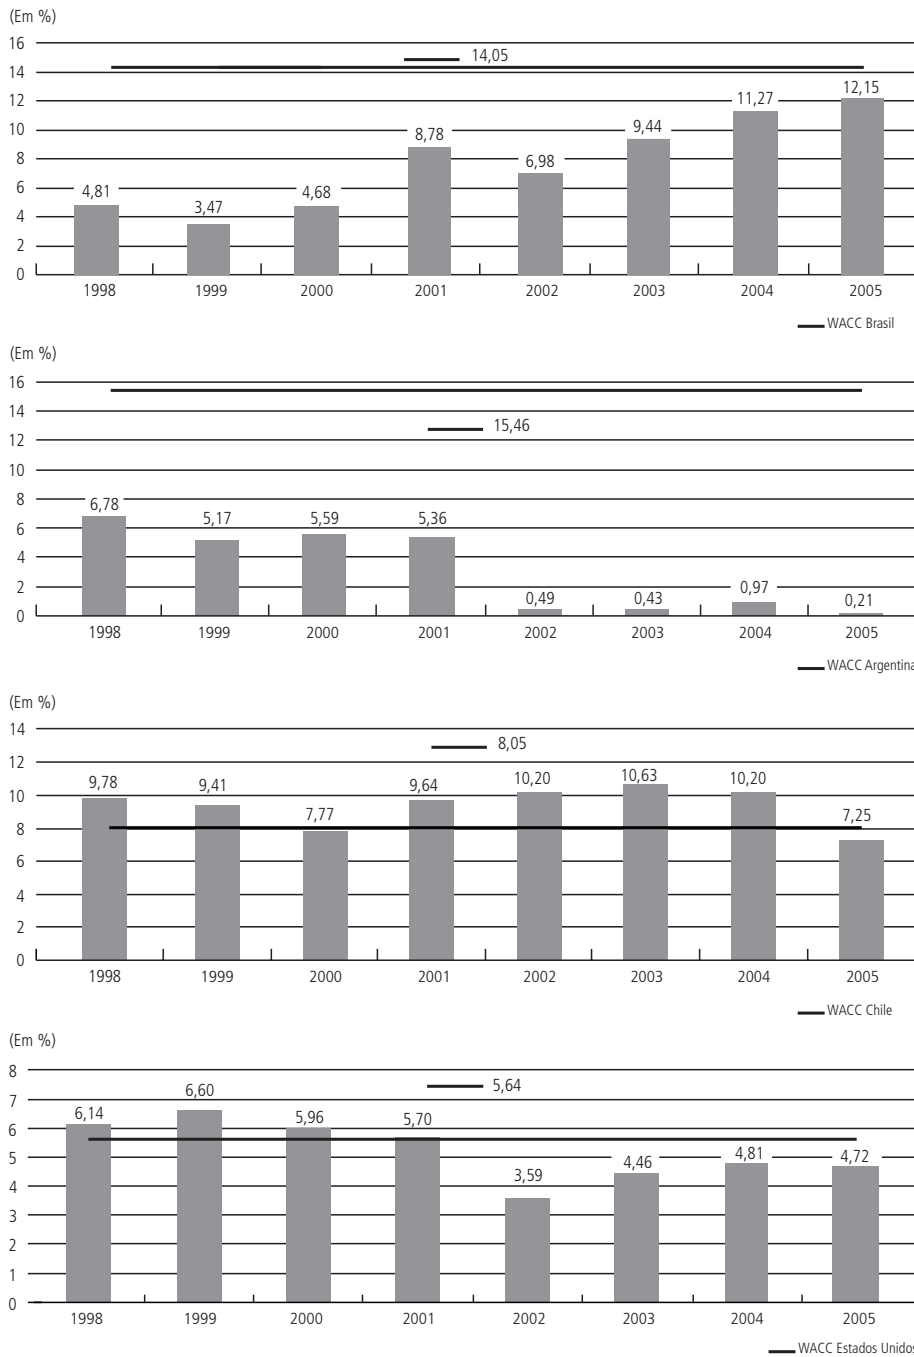 (Em %)
16
14,05
14
12,15
12
11,27
10
9,44
8,78
8
6,98
6
4,81
4,68
4
3,47
2
0
1998 1999 2000 2001 2002 2003 2004 2005
WACC Brasil
(Em %)
16
14
15,46
12
10
8
6,78
6
5,17 5,59 5,36
4
2
0,49 0,43 0,97 0,21
0
1998 1999 2000 2001 2002 2003 2004 2005
WACC Argentina
(Em %)
14
8,05
12
9,78 9,41 7,77 9,64 10,20 10,63 10,20 7,25
10
8
6
4
2
0
1998 1999 2000 2001 2002 2003 2004 2005
WACC Chile
(Em %)
8
5,64
7
6,14 6,60 5,96 5,70
6
5
3,59 4,46 4,81 4,72
4
3
2
1
0
1998 1999 2000 2001 2002 2003 2004 2005
WACC Estados Unidos